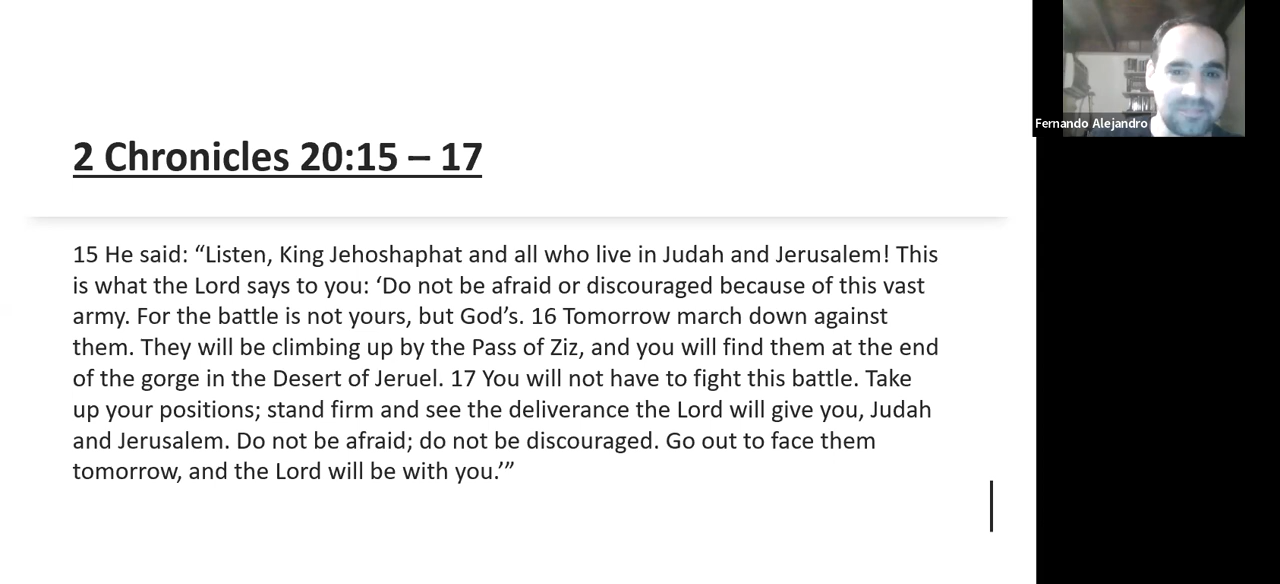 2 Chronicles 20:15 – 17
15 He said: “Listen, King Jehoshaphat and all who live in Judah and Jerusalem! This
is what the Lord says to you: ‘Do not be afraid or discouraged because of this vast
army. For the battle is not yours, but God’s. 16 Tomorrow march down against
them. They will be climbing up by the Pass of Ziz, and you will find them at the end
of the gorge in the Desert of Jeruel. 17 You will not have to fight this battle. Take
up your positions; stand firm and see the deliverance the Lord will give you, Judah
and Jerusalem. Do not be afraid; do not be discouraged. Go out to face them
tomorrow, and the Lord will be with you.’”
Fernando Alejandro